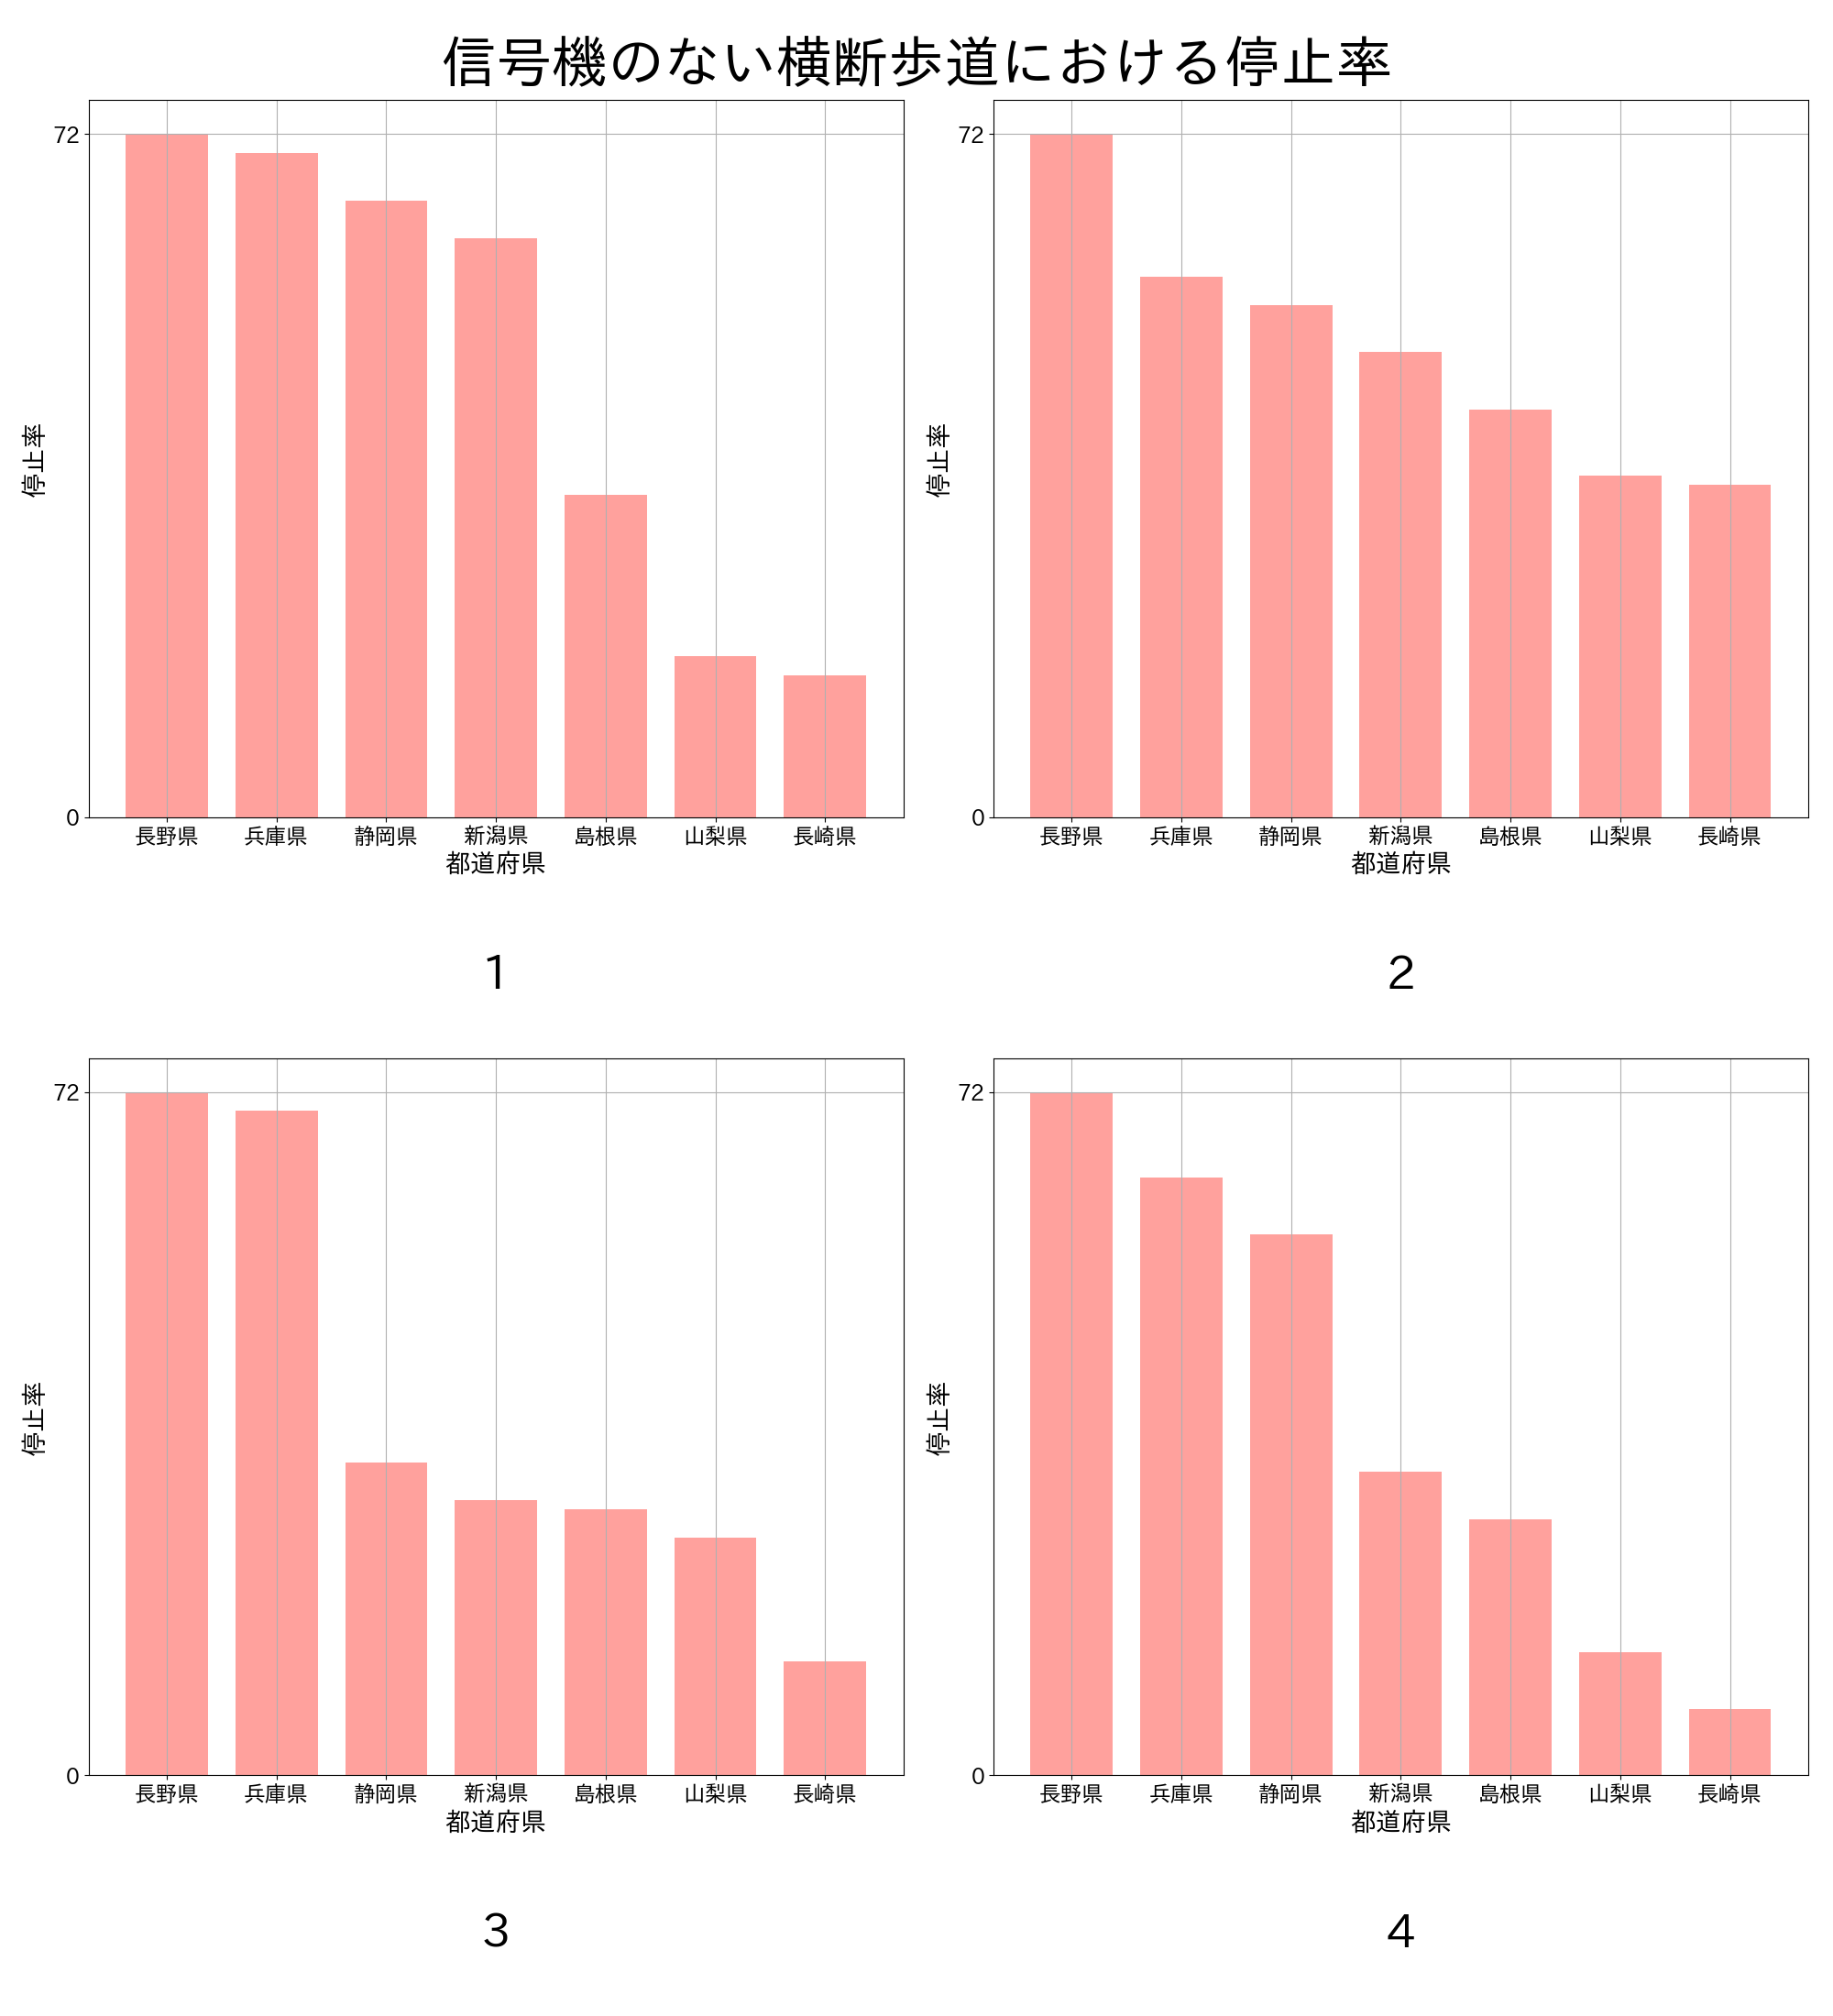 信号機のない横断歩道における停止率
72
停止率
0
長野県 兵庫県 静岡県 新潟県 島根県 山梨県 長崎県
都道府県
1
72
停止率
0
長野県 兵庫県 静岡県 新潟県 島根県 山梨県 長崎県
都道府県
2
72
停止率
0
長野県 兵庫県 静岡県 新潟県 島根県 山梨県 長崎県
都道府県
3
72
停止率
0
長野県 兵庫県 静岡県 新潟県 島根県 山梨県 長崎県
都道府県
4